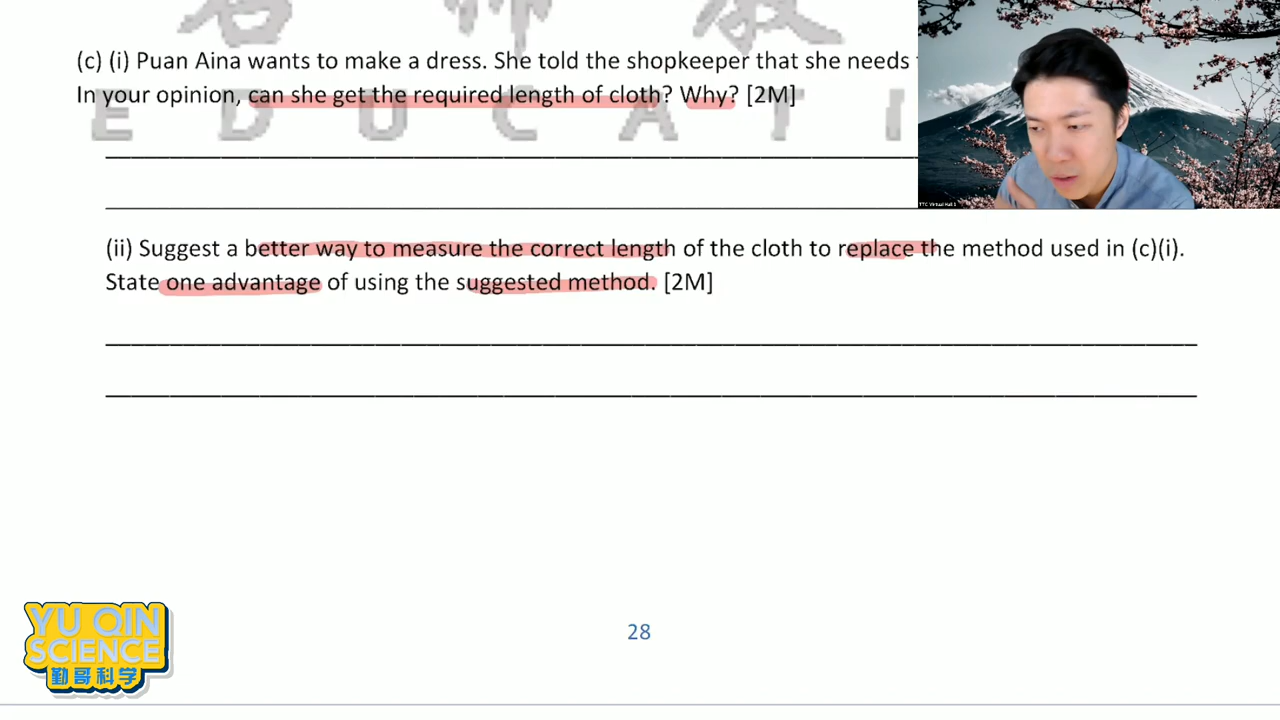 名师教
(c) (i) Puan Aina wants to make a dress. She told the shopkeeper that she needs
In your opinion, can she get the required length of cloth? Why? [2M]
E D U C A T I
(ii) Suggest a better way to measure the correct length of the cloth to replace the method used in (c)(i).
State one advantage of using the suggested method. [2M]
28
YU QIN
SCIENCE
勤哥科学